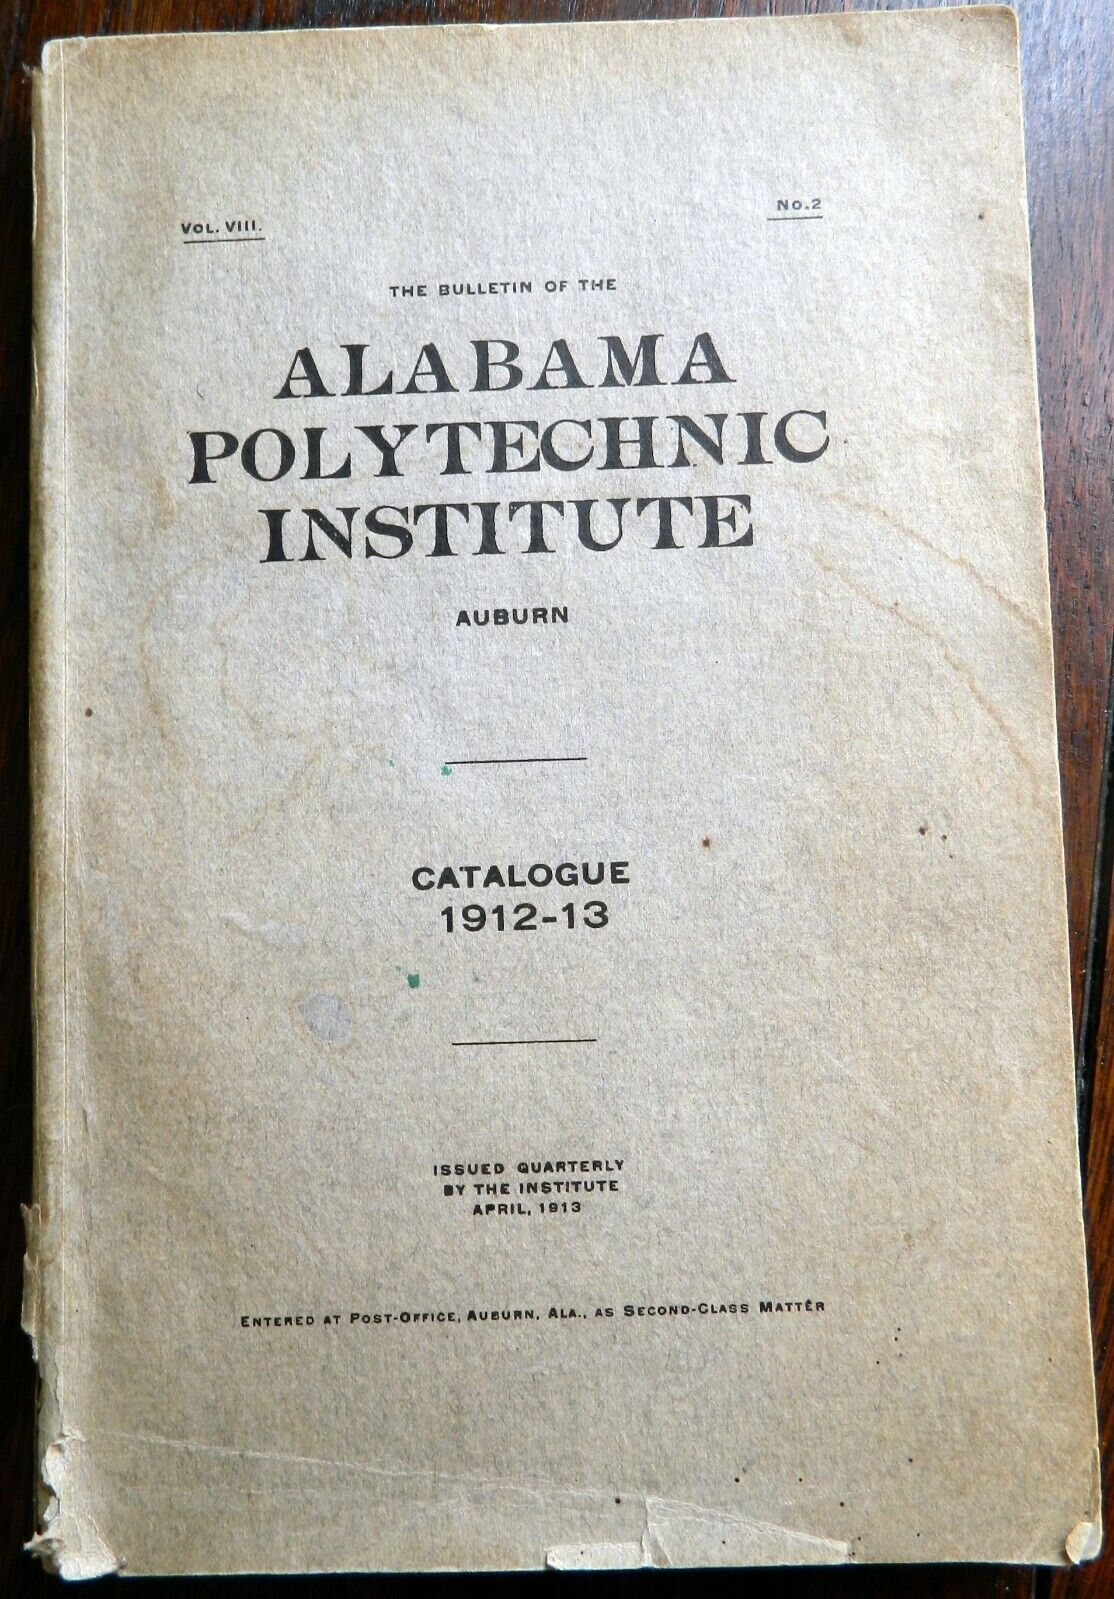 VOL. VIII.
No. 2
THE BULLETIN OF THE
ALABAMA
POLYTECHNIC
INSTITUTE
AUBURN
CATALOGUE
1912-13
ISSUED QUARTERLY
BY THE INSTITUTE
APRIL, 1913
ENTERED AT POST-OFFICE, AUBURN, ALA., AS SECOND-CLASS MATTER